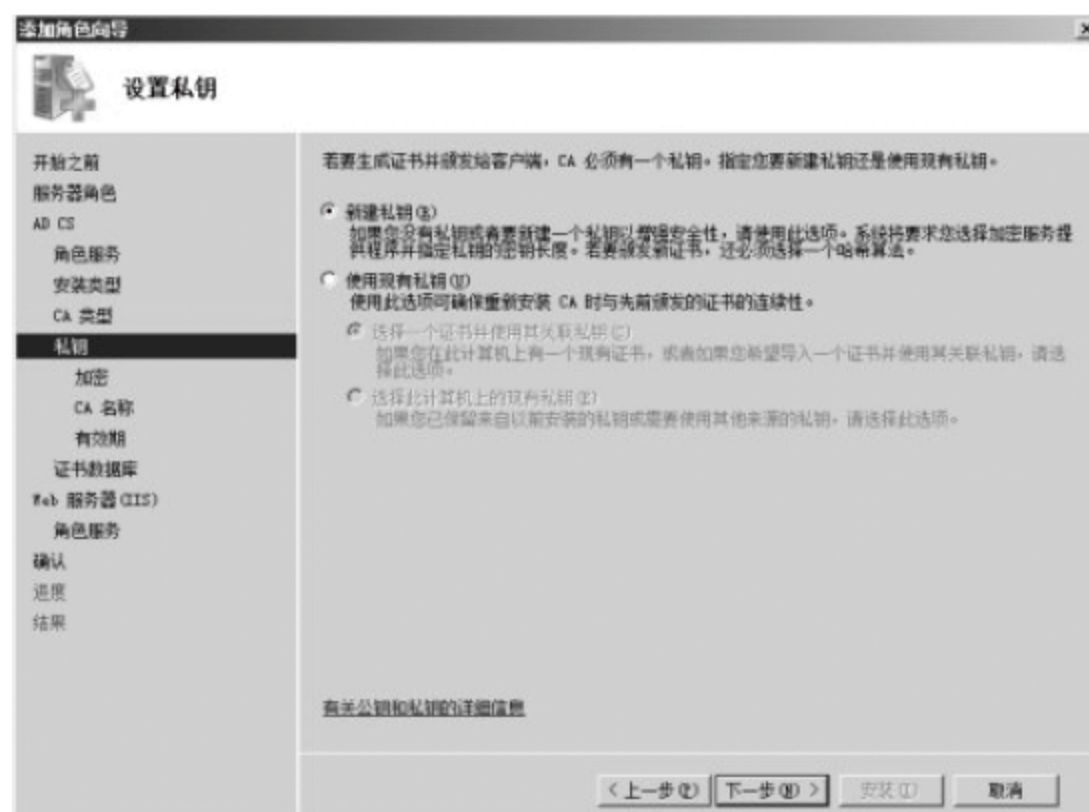 添加角色向导
设置私钥
开始之前
服务器角色
AD CS
角色服务
安装类型
CA 类型
私钥
加密
CA 名称
有效期
证书数据库
Web 服务器(IIS)
角色服务
确认
进度
结果
若要生成证书并颁发给客户端，CA 必须有一个私钥。指定您要新建私钥还是使用现有私钥。
新建私钥(R)
如果您没有私钥或者要新建一个私钥以增强安全性，请使用此选项。系统将要求您选择加密服务提
供程序并指定私钥的密钥长度。若要颁发新证书，还必须选择一个哈希算法。
使用现有私钥(U)
使用此选项可确保重新安装 CA 时与先前颁发的证书的连续性。
选择一个证书并使用其关联私钥(C)
如果您在此计算机上有一个现有证书，或者如果您希望导入一个证书并使用其关联私钥，请选
择此选项。
选择此计算机上的现有私钥(E)
如果您已保留来自以前安装的私钥或需要使用其他来源的私钥，请选择此选项。
有关公钥和私钥的详细信息
< 上一步(P)
下一步(N) >
安装(I)
取消